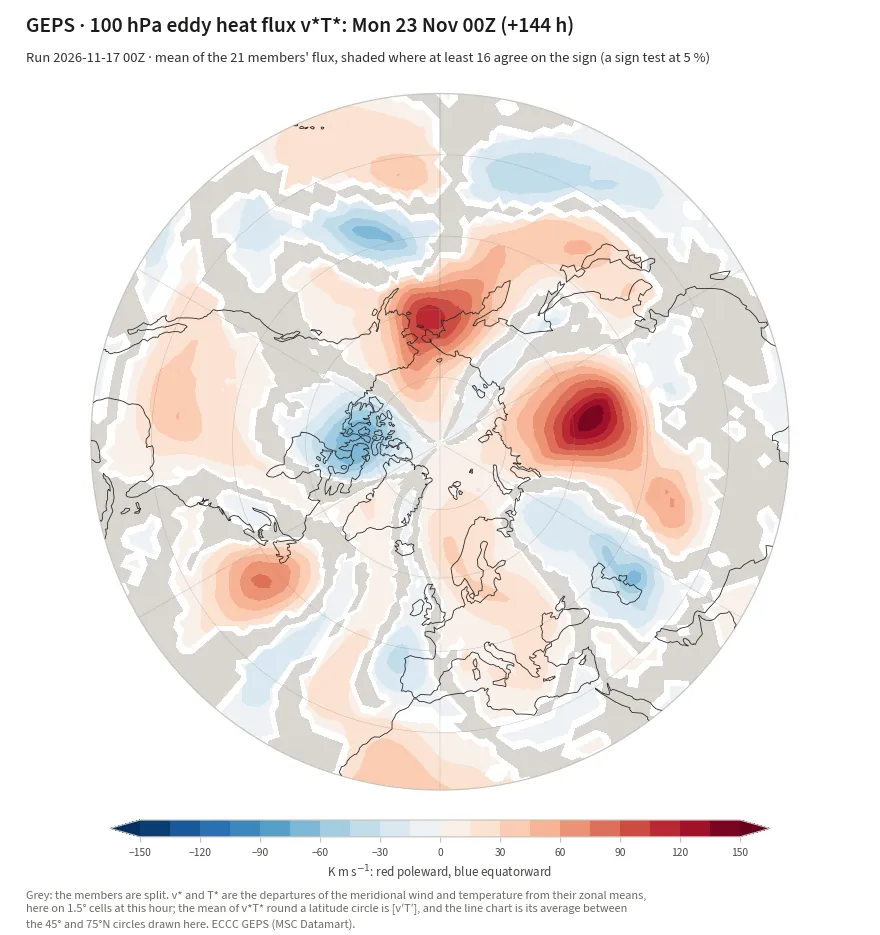 GEPS · 100 hPa eddy heat flux v*T*: Mon 23 Nov 00Z (+144 h)
Run 2026-11-17 00Z · mean of the 21 members' flux, shaded where at least 16 agree on the sign (a sign test at 5 %)
−150 −120 −90 −60 −30 0 30 60 90 120 150
K m s⁻¹: red poleward, blue equatorward
Grey: the members are split. v* and T* are the departures of the meridional wind and temperature from their zonal means,
here on 1.5° cells at this hour; the mean of v*T* round a latitude circle is [v'T'], and the line chart is its average between
the 45° and 75°N circles drawn here. ECCC GEPS (MSC Datamart).